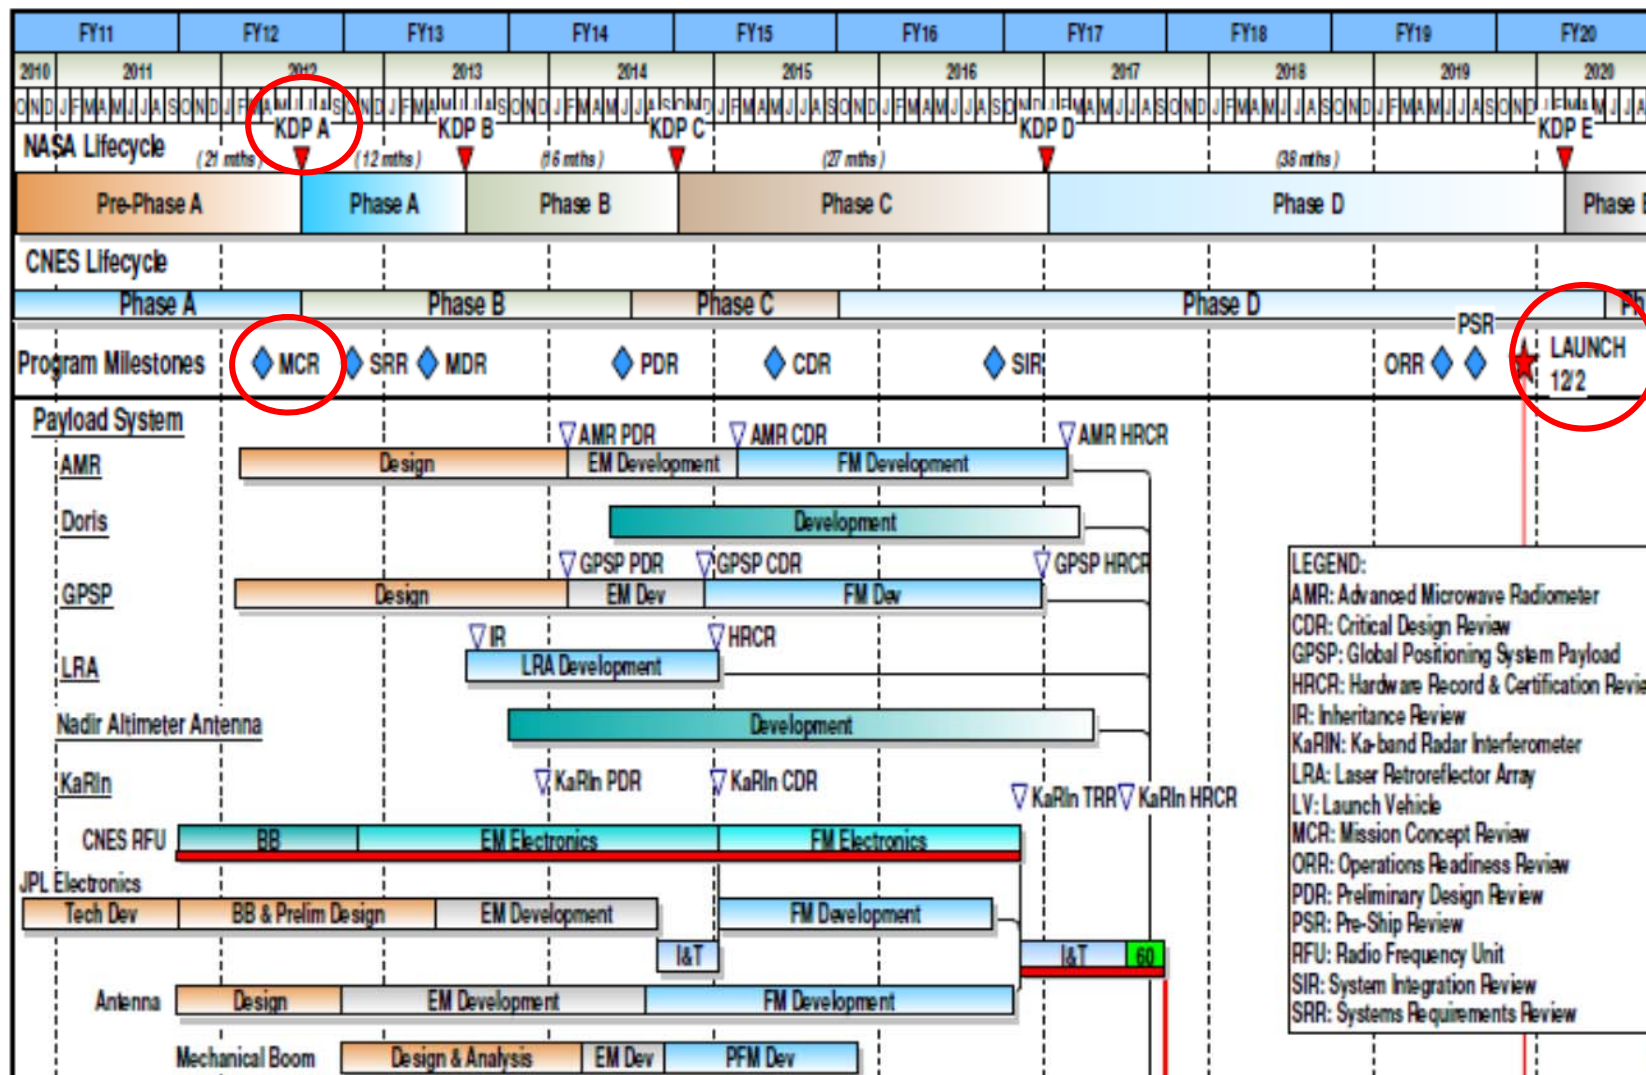 FY11 FY12 FY13 FY14 FY15 FY16 FY17 FY18 FY19 FY20
2010 2011 2012 2013 2014 2015 2016 2017 2018 2019 2020
KDP A KDP B KDP C KDP D KDP E
NASA Lifecycle
(21 mths) (12 mths) (16 mths) (27 mths) (38 mths)
Pre-Phase A Phase A Phase B Phase C Phase D Phase E
CNES Lifecycle
Phase A Phase B Phase C Phase D Ph
PSR
Program Milestones MCR SRR MDR PDR CDR SIR ORR LAUNCH
12/2
Payload System
AMR PDR AMR CDR AMR HRCR
AMR Design EM Development FM Development
Doris Development
GPSP PDR GPSP CDR GPSP HRCR
GPSP Design EM Dev FM Dev
IR HRCR
LRA LRA Development
Nadir Altimeter Antenna Development
KaRIn KaRIn PDR KaRIn CDR KaRIn TRR KaRIn HRCR
CNES RFU BB EM Electronics FM Electronics
JPL Electronics
Tech Dev BB & Prelim Design EM Development FM Development
I&T I&T 60
Antenna Design EM Development FM Development
Mechanical Boom Design & Analysis EM Dev PFM Dev
LEGEND:
AMR: Advanced Microwave Radiometer
CDR: Critical Design Review
GPSP: Global Positioning System Payload
HRCR: Hardware Record & Certification Revie
IR: Inheritance Review
KaRIN: Ka-band Radar Interferometer
LRA: Laser Retroreflector Array
LV: Launch Vehicle
MCR: Mission Concept Review
ORR: Operations Readiness Review
PDR: Preliminary Design Review
PSR: Pre-Ship Review
RFU: Radio Frequency Unit
SIR: System Integration Review
SRR: Systems Requirements Review